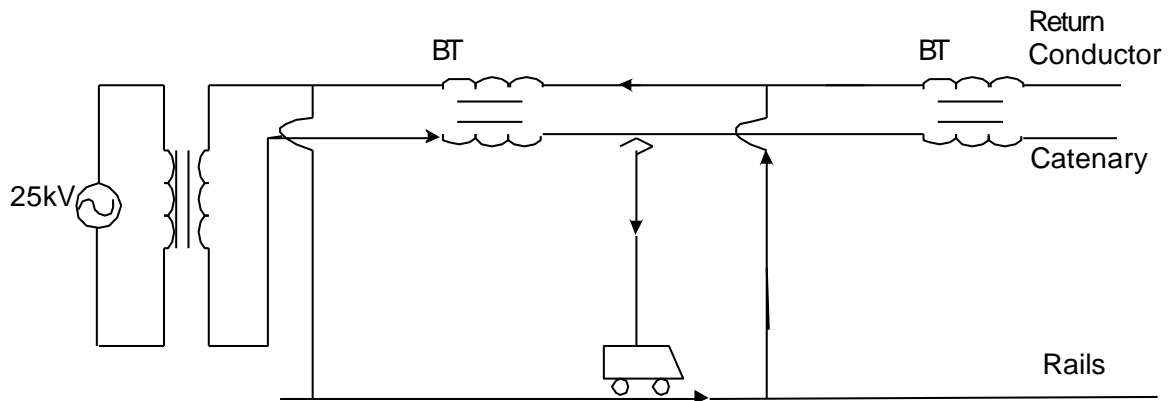 BT
BT
Return
Conductor
Catenary
25kV
Rails